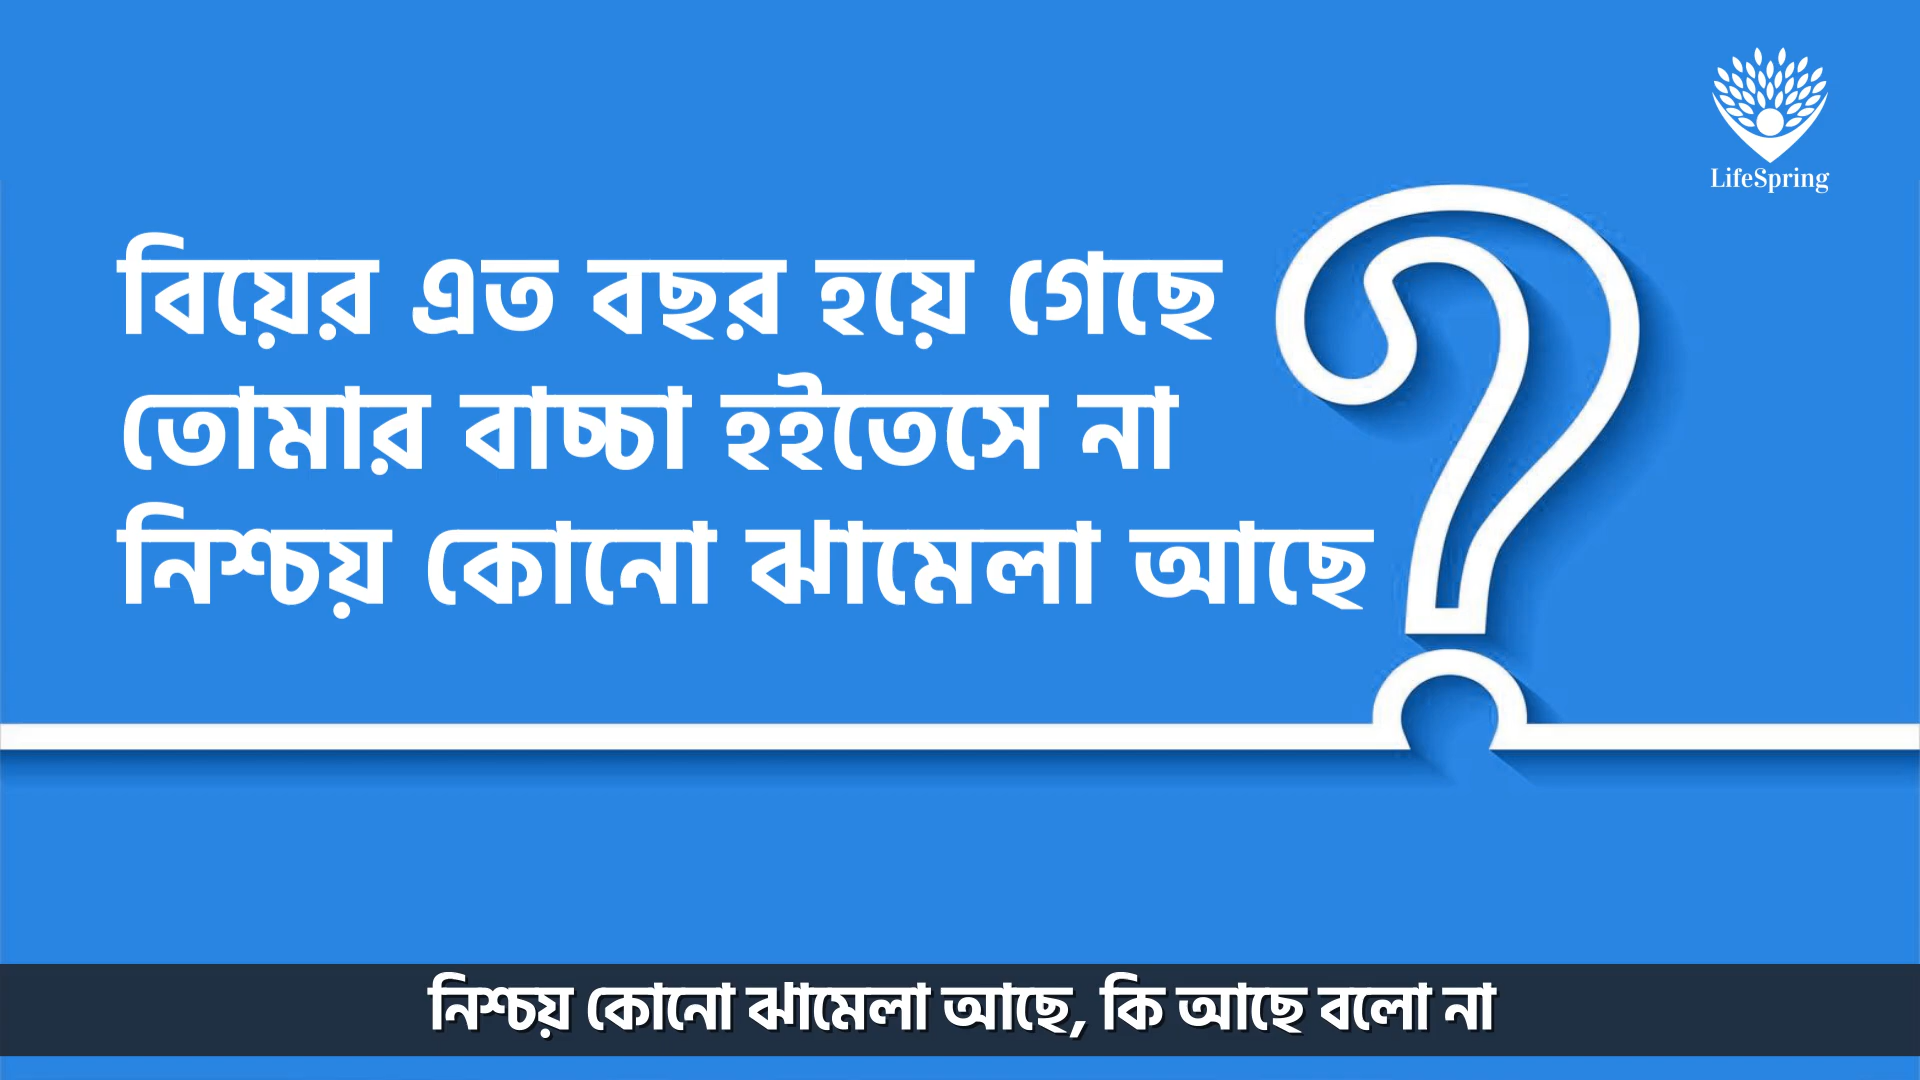 LifeSpring
বিয়ের এত বছর হয়ে গেছে
তোমার বাচ্চা হইতেসে না
নিশ্চয় কোনো ঝামেলা আছে
নিশ্চয় কোনো ঝামেলা আছে, কি আছে বলো না